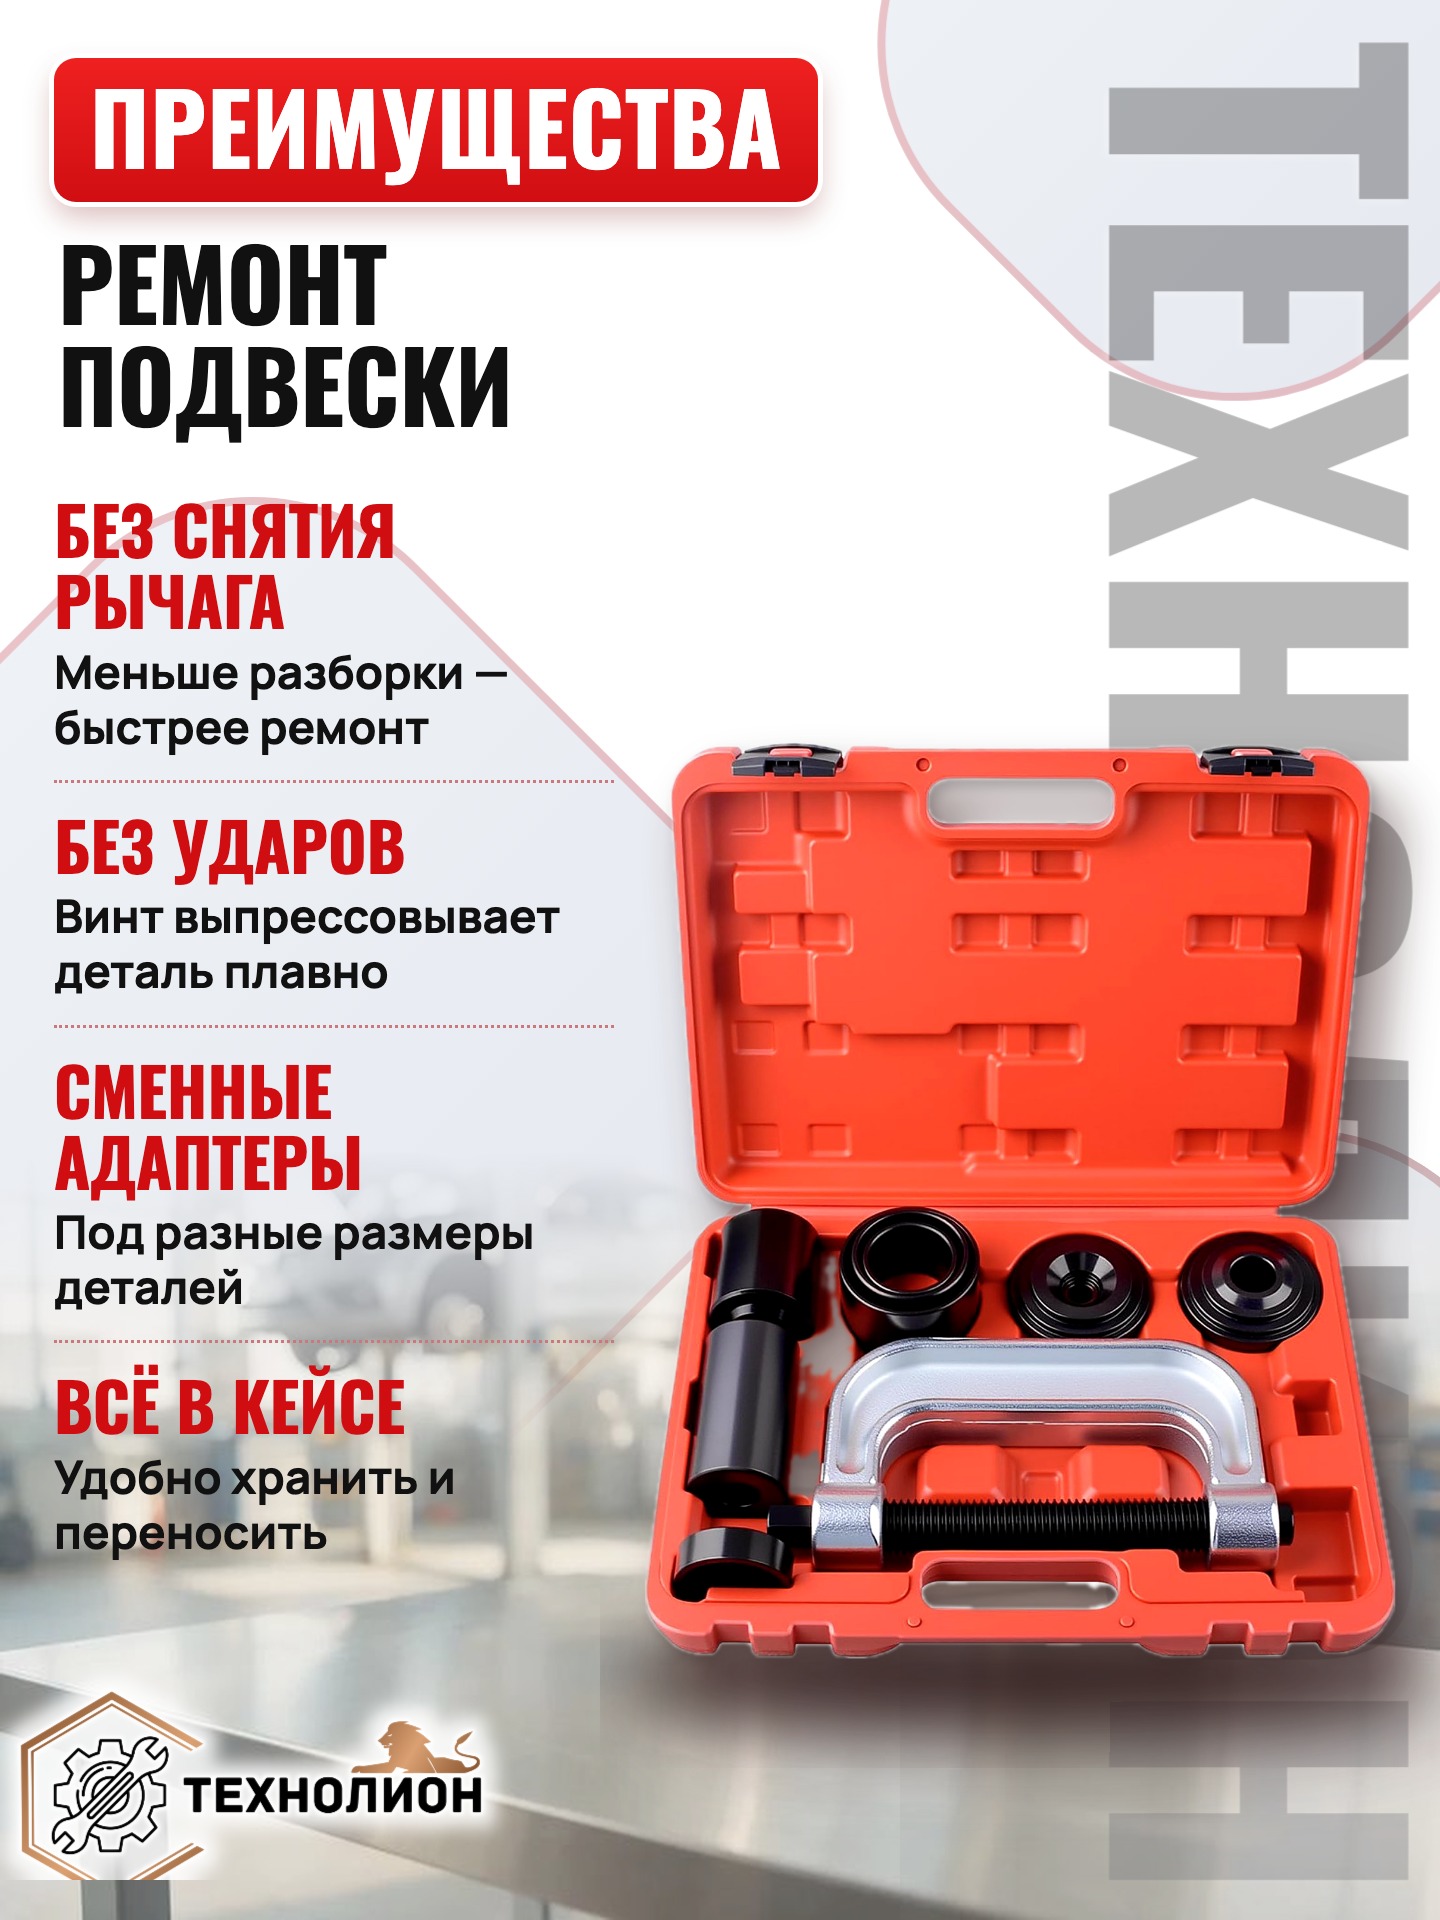 ПРЕИМУЩЕСТВА
РЕМОНТ
ПОДВЕСКИ
БЕЗ СНЯТИЯ
РЫЧАГА
Меньше разборки —
быстрее ремонт
БЕЗ УДАРОВ
Винт выпрессовывает
деталь плавно
СМЕННЫЕ
АДАПТЕРЫ
Под разные размеры
деталей
ВСЁ В КЕЙСЕ
Удобно хранить и
переносить
ТЕХНОЛИОН
ТЕХНОЛИОН